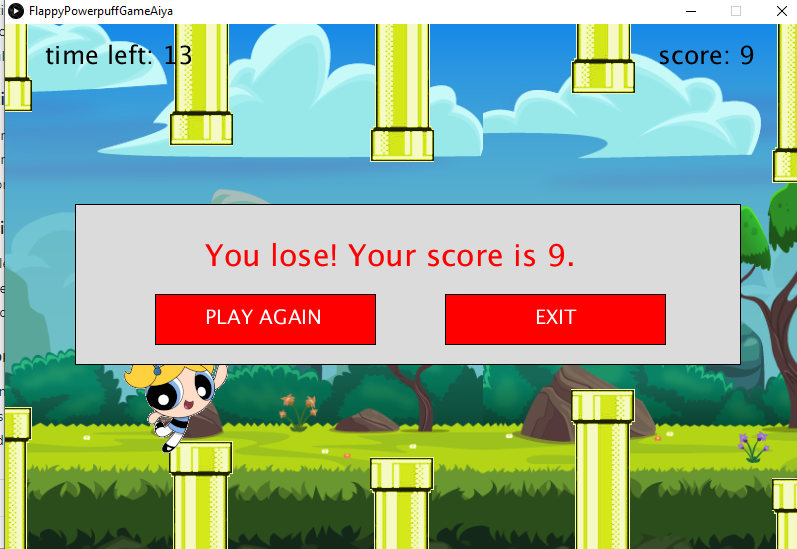 FlappyPowerpuffGameAiya
time left: 13
score: 9
You lose! Your score is 9.
PLAY AGAIN
EXIT